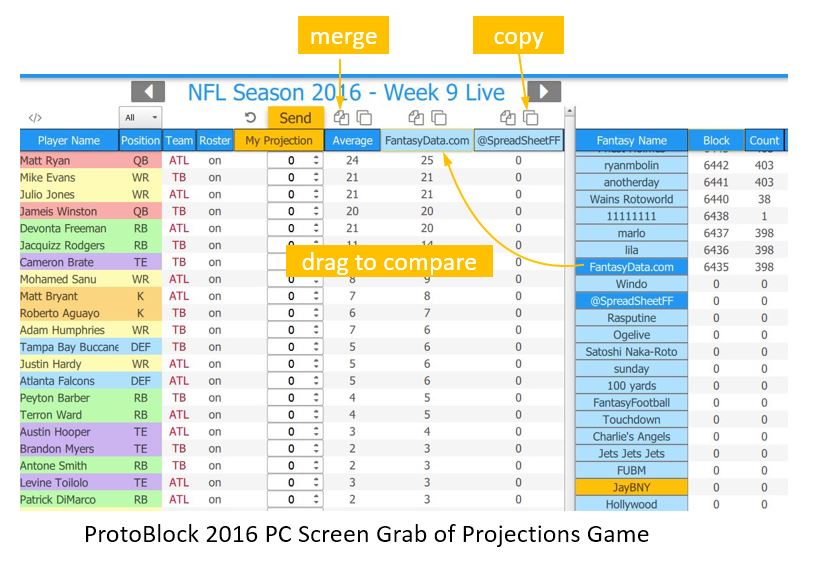 merge
copy
NFL Season 2016 - Week 9 Live
</> All Send
Player Name Position Team Roster My Projection Average FantasyData.com @SpreadSheetFF
Matt Ryan QB ATL on 0 24 25 0
Mike Evans WR TB on 0 21 21 0
Julio Jones WR ATL on 0 21 21 0
Jameis Winston QB TB on 0 20 20 0
Devonta Freeman RB ATL on 0 20 20 0
Jacquizz Rodgers RB TB on 0 11 14 0
Cameron Brate TE TB on
drag to compare
Mohamed Sanu WR ATL on 0 8 9 0
Matt Bryant K ATL on 0 7 8 0
Roberto Aguayo K TB on 0 6 7 0
Adam Humphries WR TB on 0 7 6 0
Tampa Bay Buccane DEF TB on 0 5 6 0
Justin Hardy WR ATL on 0 5 6 0
Atlanta Falcons DEF ATL on 0 5 6 0
Peyton Barber RB TB on 0 4 5 0
Terron Ward RB ATL on 0 4 5 0
Austin Hooper TE ATL on 0 3 4 0
Brandon Myers TE TB on 0 2 3 0
Antone Smith RB TB on 0 2 3 0
Levine Toilolo TE ATL on 0 3 3 0
Patrick DiMarco RB ATL on 0 2 3 0
Fantasy Name Block Count
ryanmbolin 6442 403
anotherday 6441 403
Wains Rotoworld 6440 38
11111111 6438 1
marlo 6437 398
lila 6436 398
FantasyData.com 6435 398
Windo 0 0
@SpreadSheetFF 0 0
Rasputine 0 0
Ogelive 0 0
Satoshi Naka-Roto 0 0
sunday 0 0
100 yards 0 0
FantasyFootball 0 0
Touchdown 0 0
Charlie's Angels 0 0
Jets Jets Jets 0 0
FUBM 0 0
JayBNY 0 0
Hollywood 0 0
ProtoBlock 2016 PC Screen Grab of Projections Game